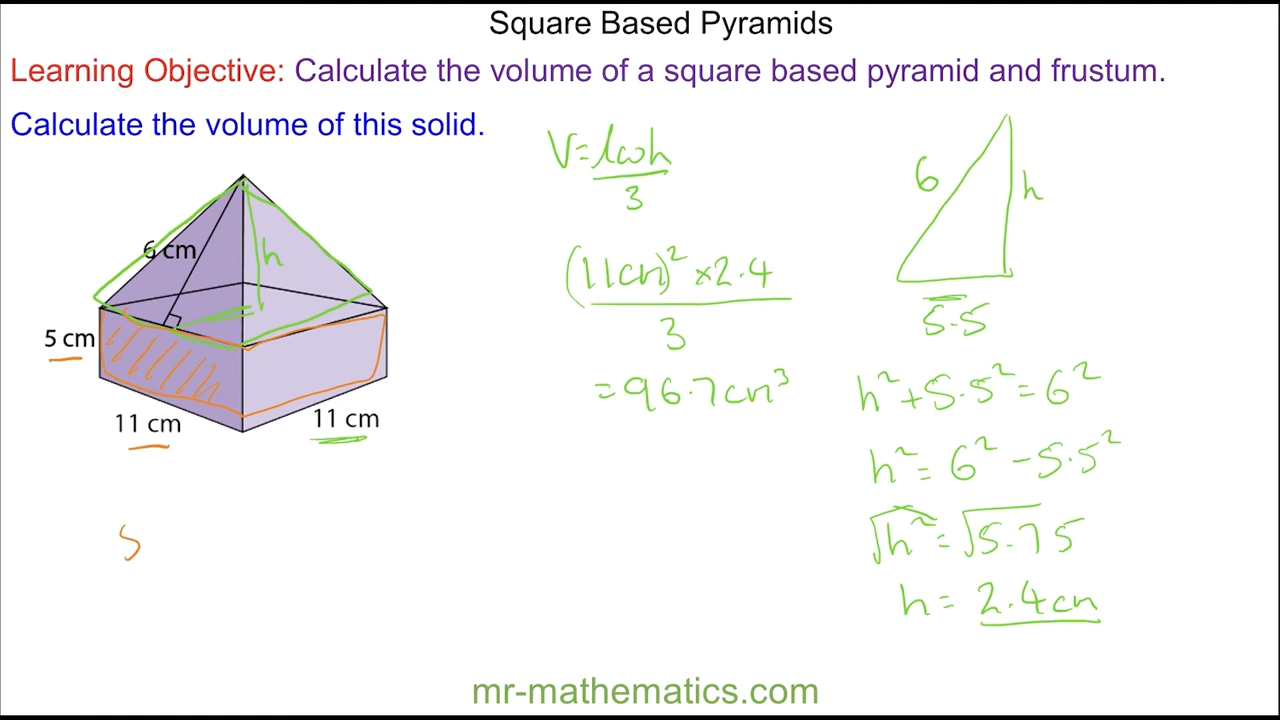 Square Based Pyramids
Learning Objective: Calculate the volume of a square based pyramid and frustum.
Calculate the volume of this solid.
6 cm
h
5 cm
11 cm
11 cm
5
V = lwh
3
(11cm)² × 2.4
3
= 96.7cm³
6
h
5.5
h² + 5.5² = 6²
h² = 6² - 5.5²
√h² = √5.75
h = 2.4cm
mr-mathematics.com